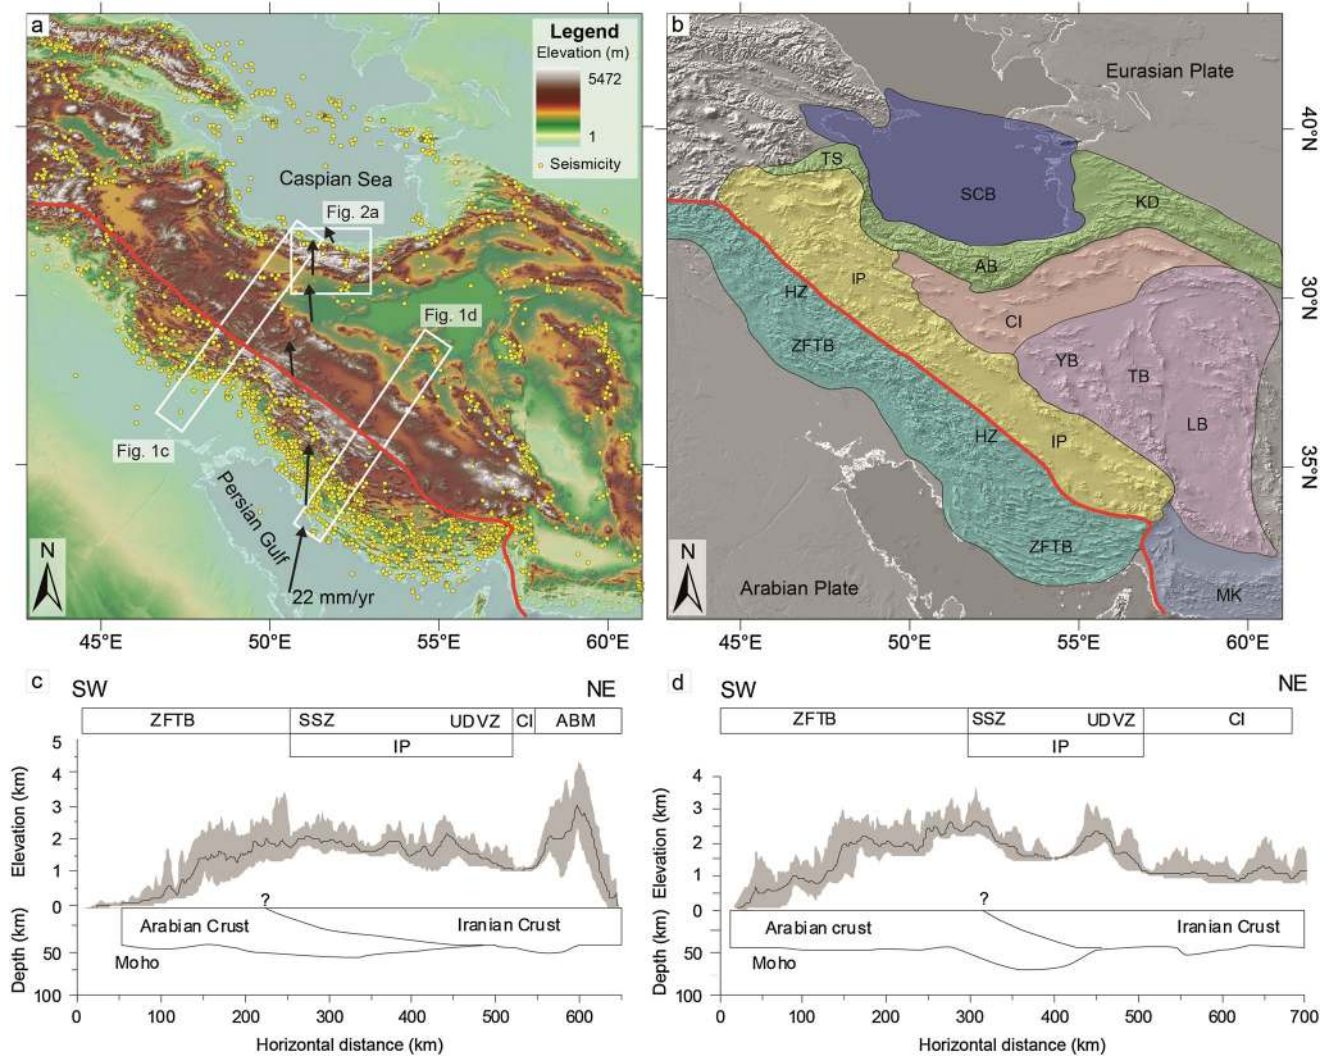 a
Legend
Elevation (m)
5472
1
Seismicity
Caspian Sea
Fig. 2a
Fig. 1d
Fig. 1c
Persian Gulf
22 mm/yr
N
45°E
50°E
55°E
60°E
b
Eurasian Plate
TS
SCB
KD
AB
IP
HZ
CI
ZFTB
YB
TB
LB
HZ
IP
ZFTB
MK
Arabian Plate
N
40°N
30°N
35°N
45°E
50°E
55°E
60°E
c
SW
NE
ZFTB
SSZ
UDVZ
CI
ABM
IP
5
4
3
2
1
0
Elevation (km)
?
Arabian Crust
Iranian Crust
Moho
50
100
Depth (km)
0
100
200
300
400
500
600
Horizontal distance (km)
d
SW
NE
ZFTB
SSZ
UDVZ
CI
IP
4
3
2
1
0
Elevation (km)
?
Arabian crust
Iranian Crust
Moho
50
100
Depth (km)
0
100
200
300
400
500
600
700
Horizontal distance (km)